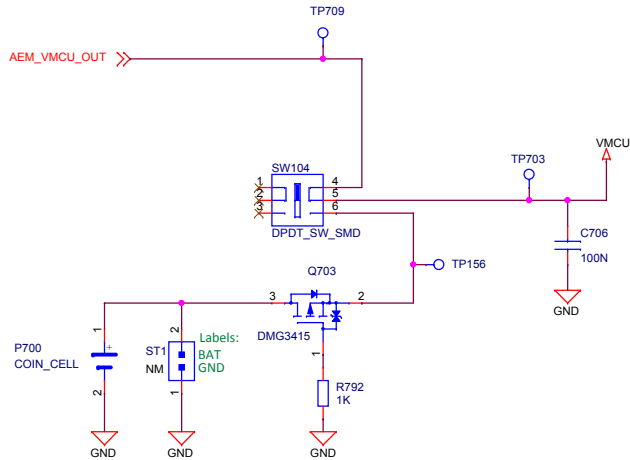 TP709
AEM_VMCU_OUT
SW104
1 4
2 5
3 6
DPDT_SW_SMD
TP703
VMCU
C706
100N
GND
TP156
Q703
3 2
DMG3415
1
R792
1K
GND
1
P700
COIN_CELL
+
2
GND
2
Labels:
ST1
BAT
NM
GND
1
GND